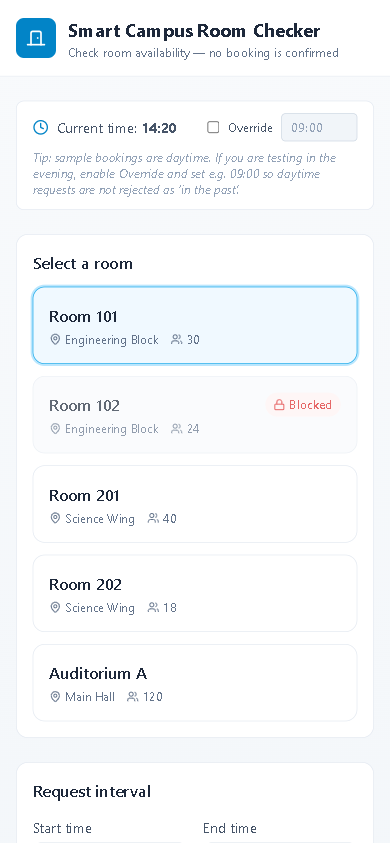 Smart Campus Room Checker
Check room availability — no booking is confirmed
Current time: 14:20
Override
09:00
Tip: sample bookings are daytime. If you are testing in the
evening, enable Override and set e.g. 09:00 so daytime
requests are not rejected as 'in the past'.
Select a room
Room 101
Engineering Block 30
Room 102
Blocked
Engineering Block 24
Room 201
Science Wing 40
Room 202
Science Wing 18
Auditorium A
Main Hall 120
Request interval
Start time End time